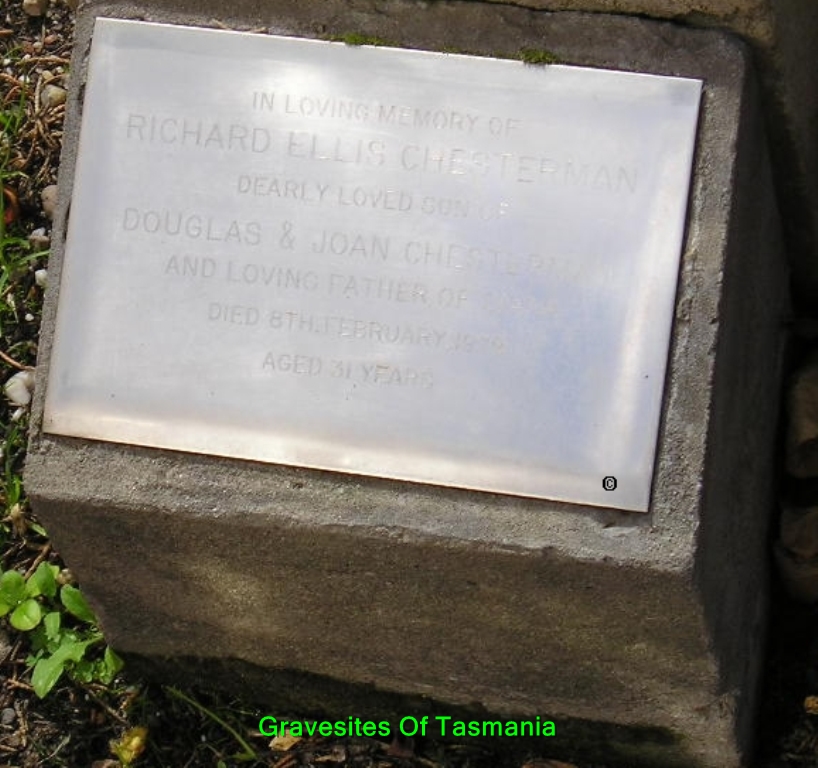 IN LOVING MEMORY OF
RICHARD ELLIS CHESTERMAN
DEARLY LOVED SON OF
DOUGLAS & JOAN CHESTERMAN
AND LOVING FATHER OF
DIED 8TH. FEBRUARY,
AGED 31 YEARS
©
Gravesites Of Tasmania